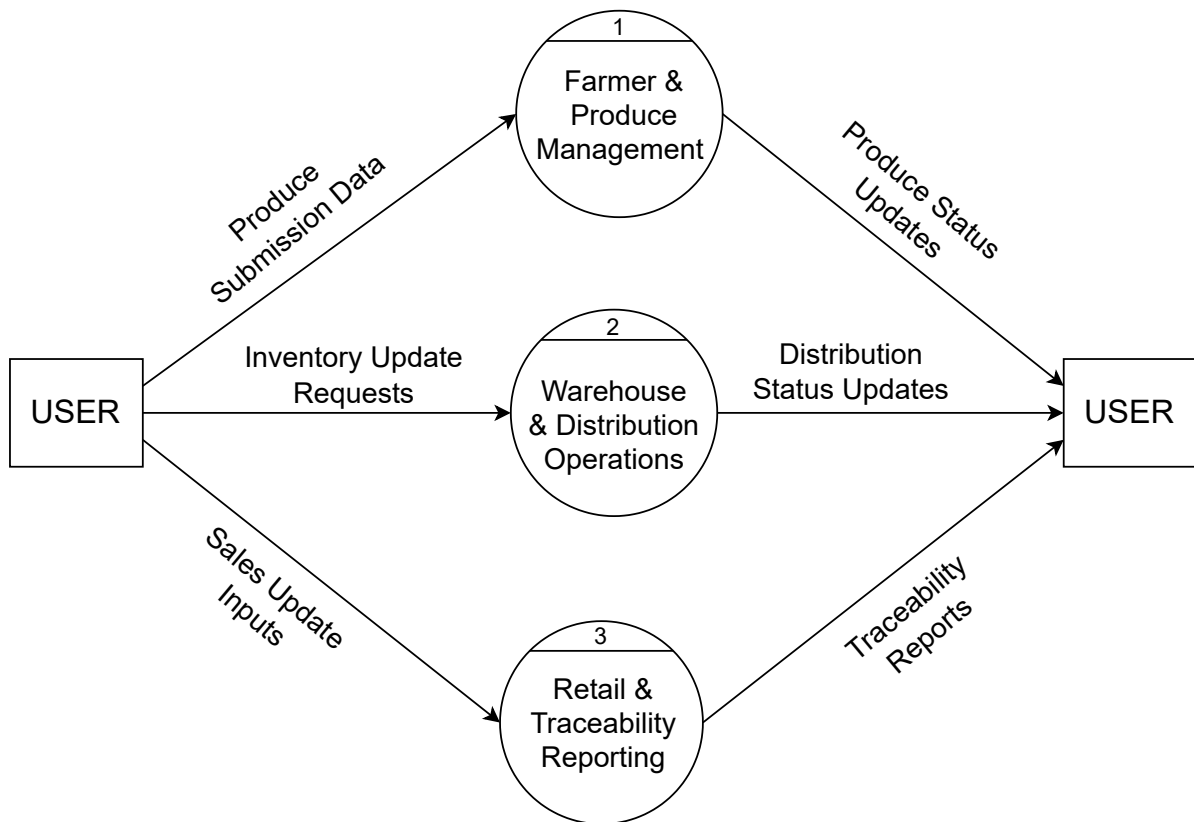 1
Farmer &
Produce
Management
Produce
Submission Data
Produce Status
Updates
USER
Inventory Update
Requests
2
Warehouse
& Distribution
Operations
Distribution
Status Updates
USER
Sales Update
Inputs
3
Retail &
Traceability
Reporting
Traceability
Reports